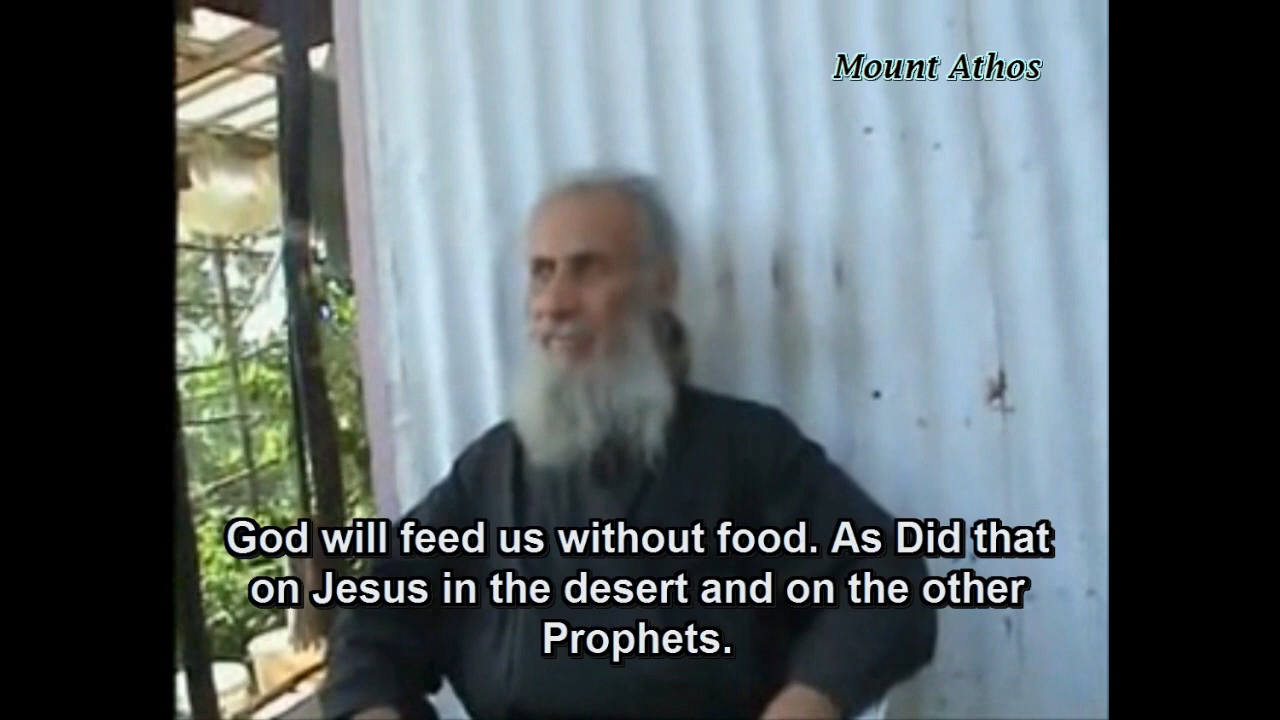 Mount Athos
God will feed us without food. As Did that
on Jesus in the desert and on the other
Prophets.